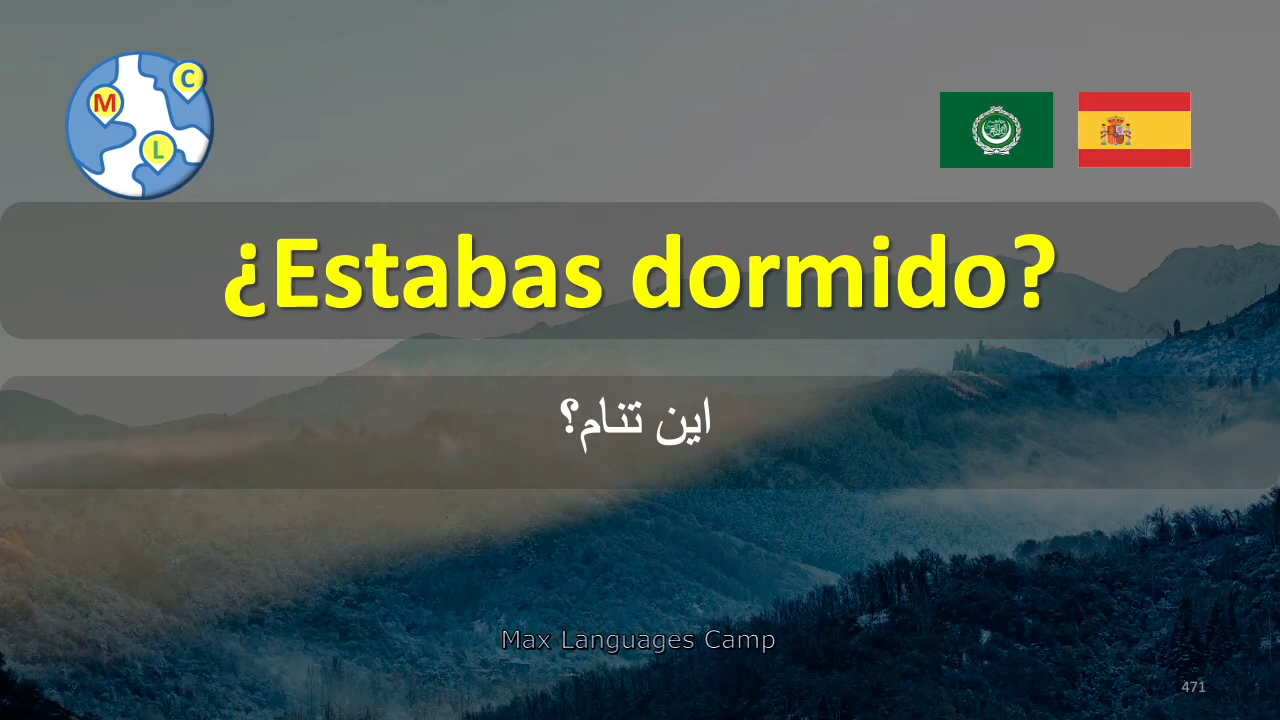 M
C
L
¿Estabas dormido?
اين تنام؟
Max Languages Camp
471